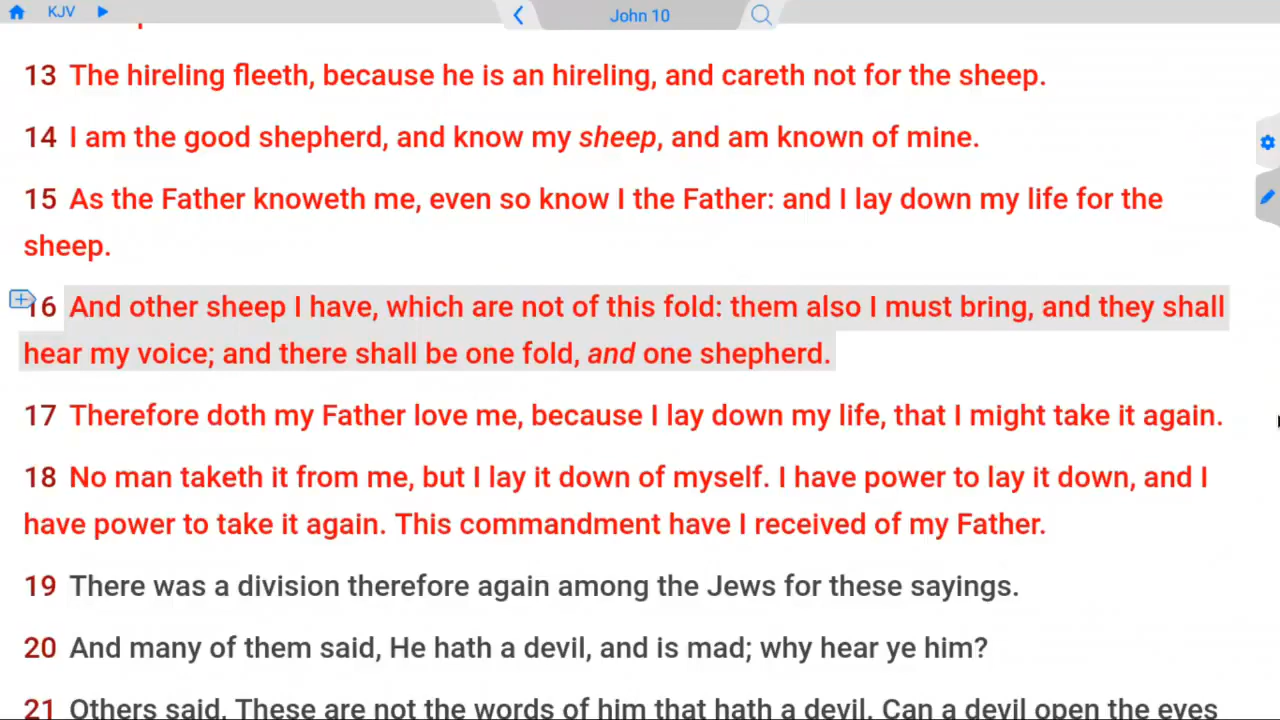 KJV
John 10
13 The hireling fleeth, because he is an hireling, and careth not for the sheep.
14 I am the good shepherd, and know my sheep, and am known of mine.
15 As the Father knoweth me, even so know I the Father: and I lay down my life for the
sheep.
16 And other sheep I have, which are not of this fold: them also I must bring, and they shall
hear my voice; and there shall be one fold, and one shepherd.
17 Therefore doth my Father love me, because I lay down my life, that I might take it again.
18 No man taketh it from me, but I lay it down of myself. I have power to lay it down, and I
have power to take it again. This commandment have I received of my Father.
19 There was a division therefore again among the Jews for these sayings.
20 And many of them said, He hath a devil, and is mad; why hear ye him?
21 Others said, These are not the words of him that hath a devil. Can a devil open the eyes